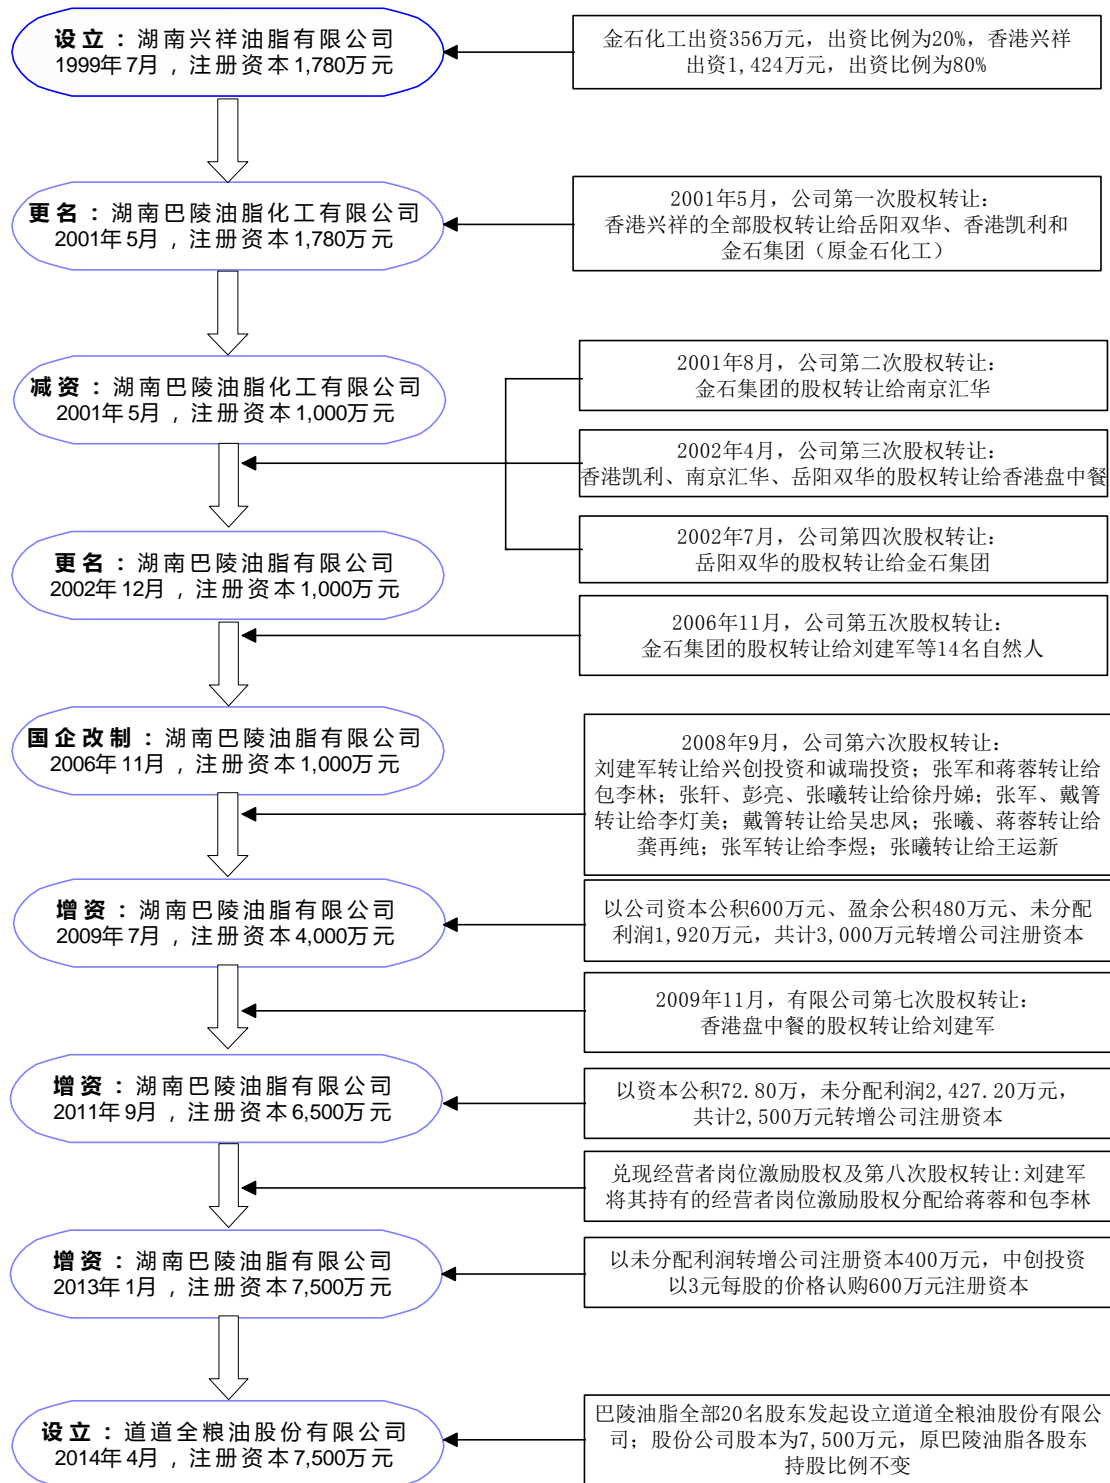 设立：湖南兴祥油脂有限公司
1999年7月，注册资本1,780万元
金石化工出资356万元，出资比例为20%，香港兴祥
出资1,424万元，出资比例为80%
更名：湖南巴陵油脂化工有限公司
2001年5月，注册资本1,780万元
2001年5月，公司第一次股权转让：
香港兴祥的全部股权转让给岳阳双华、香港凯利和
金石集团（原金石化工）
减资：湖南巴陵油脂化工有限公司
2001年5月，注册资本1,000万元
2001年8月，公司第二次股权转让：
金石集团的股权转让给南京汇华
2002年4月，公司第三次股权转让：
香港凯利、南京汇华、岳阳双华的股权转让给香港盘中餐
2002年7月，公司第四次股权转让：
岳阳双华的股权转让给金石集团
更名：湖南巴陵油脂有限公司
2002年12月，注册资本1,000万元
2006年11月，公司第五次股权转让：
金石集团的股权转让给刘建军等14名自然人
国企改制：湖南巴陵油脂有限公司
2006年11月，注册资本1,000万元
2008年9月，公司第六次股权转让：
刘建军转让给兴创投资和诚瑞投资；张军和蒋蓉转让给
包李林；张轩、彭亮、张曦转让给徐丹娣；张军、戴箐
转让给李灯美；戴箐转让给吴忠凤；张曦、蒋蓉转让给
龚再纯；张军转让给李煜；张曦转让给王运新
增资：湖南巴陵油脂有限公司
2009年7月，注册资本4,000万元
以公司资本公积600万元、盈余公积480万元、未分配
利润1,920万元，共计3,000万元转增公司注册资本
2009年11月，有限公司第七次股权转让：
香港盘中餐的股权转让给刘建军
增资：湖南巴陵油脂有限公司
2011年9月，注册资本6,500万元
以资本公积72.80万，未分配利润2,427.20万元，
共计2,500万元转增公司注册资本
兑现经营者岗位激励股权及第八次股权转让:刘建军
将其持有的经营者岗位激励股权分配给蒋蓉和包李林
增资：湖南巴陵油脂有限公司
2013年1月，注册资本7,500万元
以未分配利润转增公司注册资本400万元，中创投资
以3元每股的价格认购600万元注册资本
设立：道道全粮油股份有限公司
2014年4月，注册资本7,500万元
巴陵油脂全部20名股东发起设立道道全粮油股份有限公
司；股份公司股本为7,500万元，原巴陵油脂各股东
持股比例不变